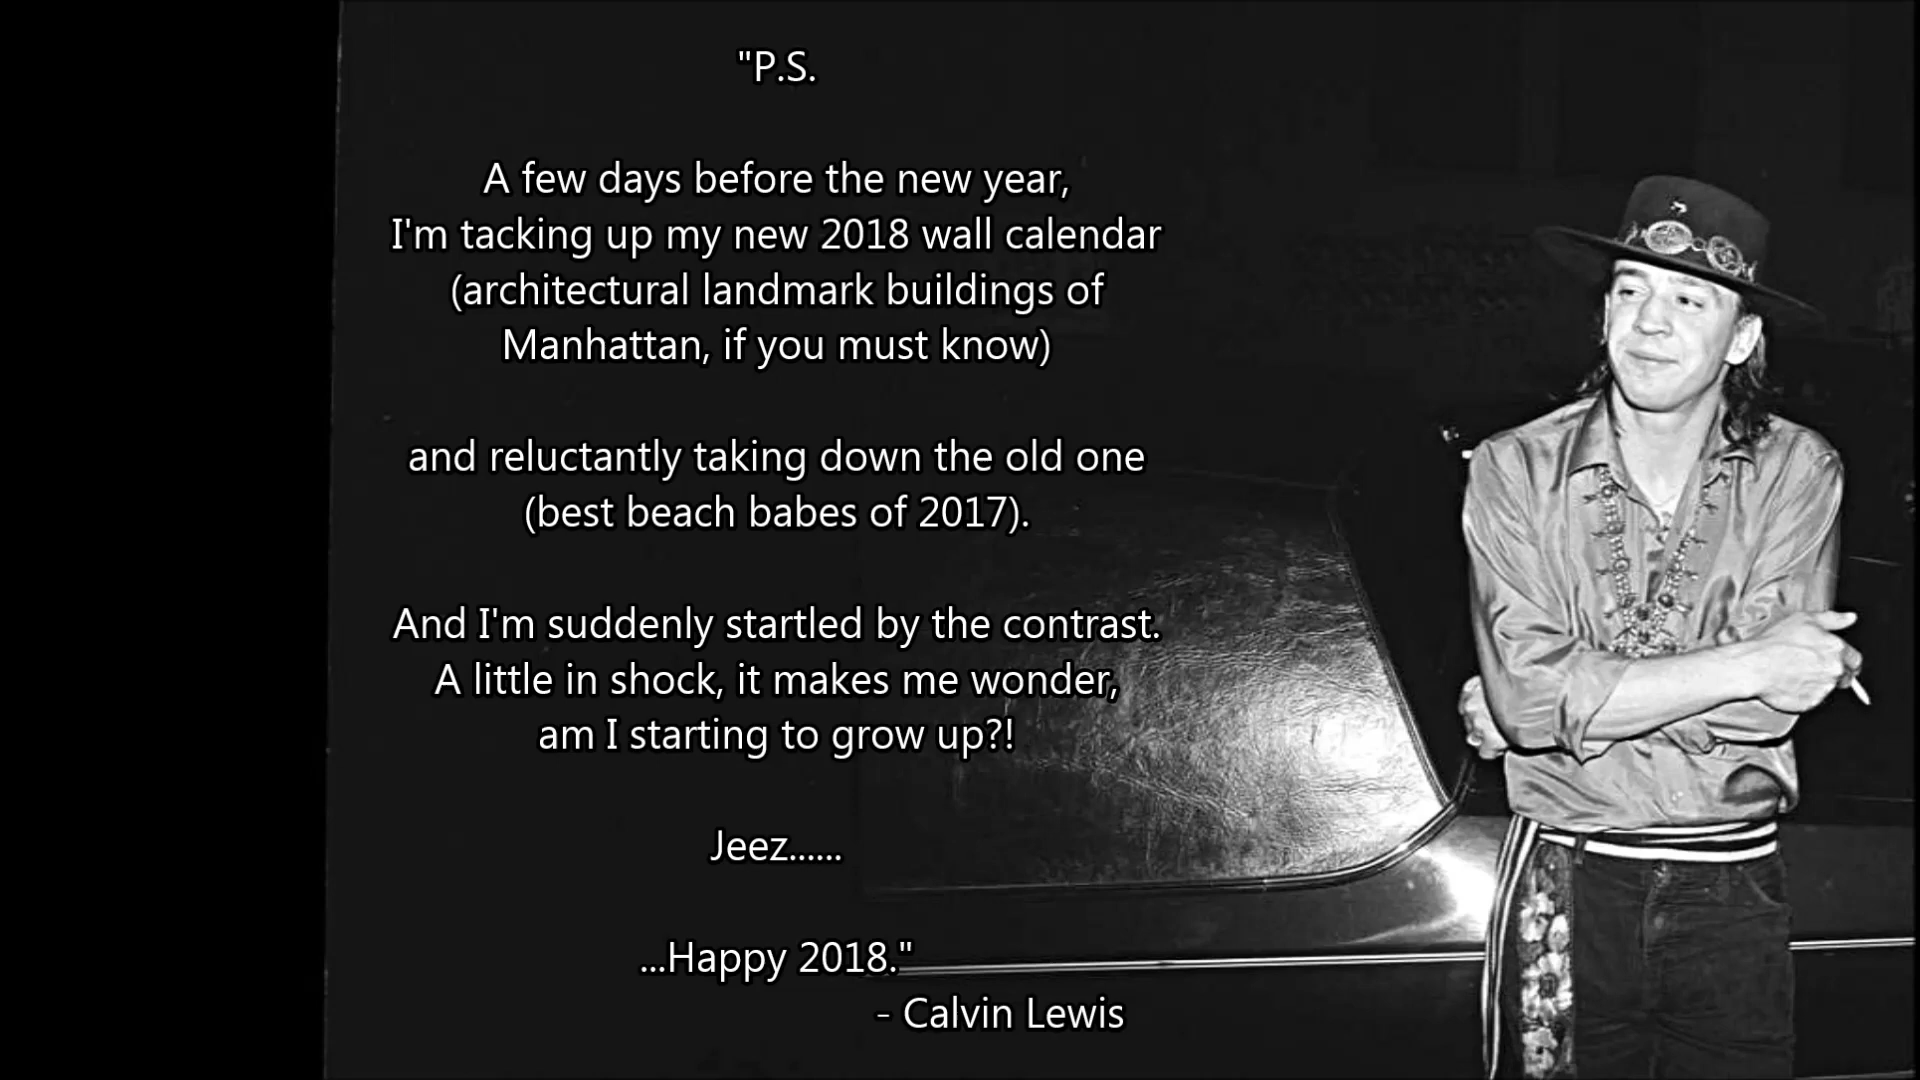 "P.S.
A few days before the new year,
I'm tacking up my new 2018 wall calendar
(architectural landmark buildings of
Manhattan, if you must know)
and reluctantly taking down the old one
(best beach babes of 2017).
And I'm suddenly startled by the contrast.
A little in shock, it makes me wonder,
am I starting to grow up?!
Jeez......
...Happy 2018."
- Calvin Lewis